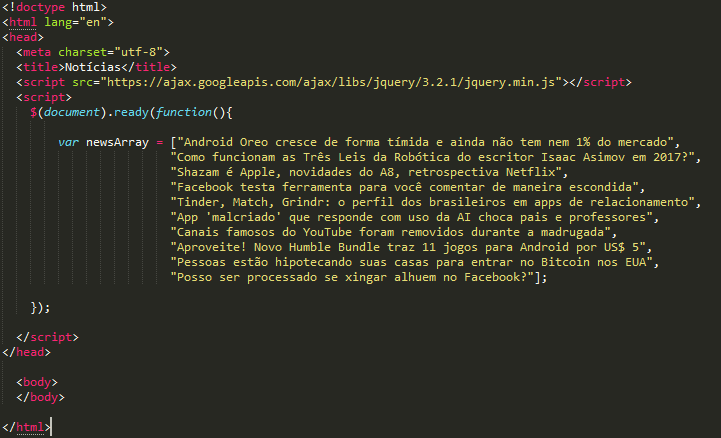 <!doctype html>
<html lang="en">
<head>
<meta charset="utf-8">
<title>Notícias</title>
<script src="https://ajax.googleapis.com/ajax/libs/jquery/3.2.1/jquery.min.js"></script>
<script>
$(document).ready(function(){
var newsArray = ["Android Oreo cresce de forma tímida e ainda não tem nem 1% do mercado",
"Como funcionam as Três Leis da Robótica do escritor Isaac Asimov em 2017?",
"Shazam é Apple, novidades do A8, retrospectiva Netflix",
"Facebook testa ferramenta para você comentar de maneira escondida",
"Tinder, Match, Grindr: o perfil dos brasileiros em apps de relacionamento",
"App 'malcriado' que responde com uso da AI choca pais e professores",
"Canais famosos do YouTube foram removidos durante a madrugada",
"Aproveite! Novo Humble Bundle traz 11 jogos para Android por US$ 5",
"Pessoas estão hipotecando suas casas para entrar no Bitcoin nos EUA",
"Posso ser processado se xingar alhuem no Facebook?"];
});
</script>
</head>
<body>
</body>
</html>